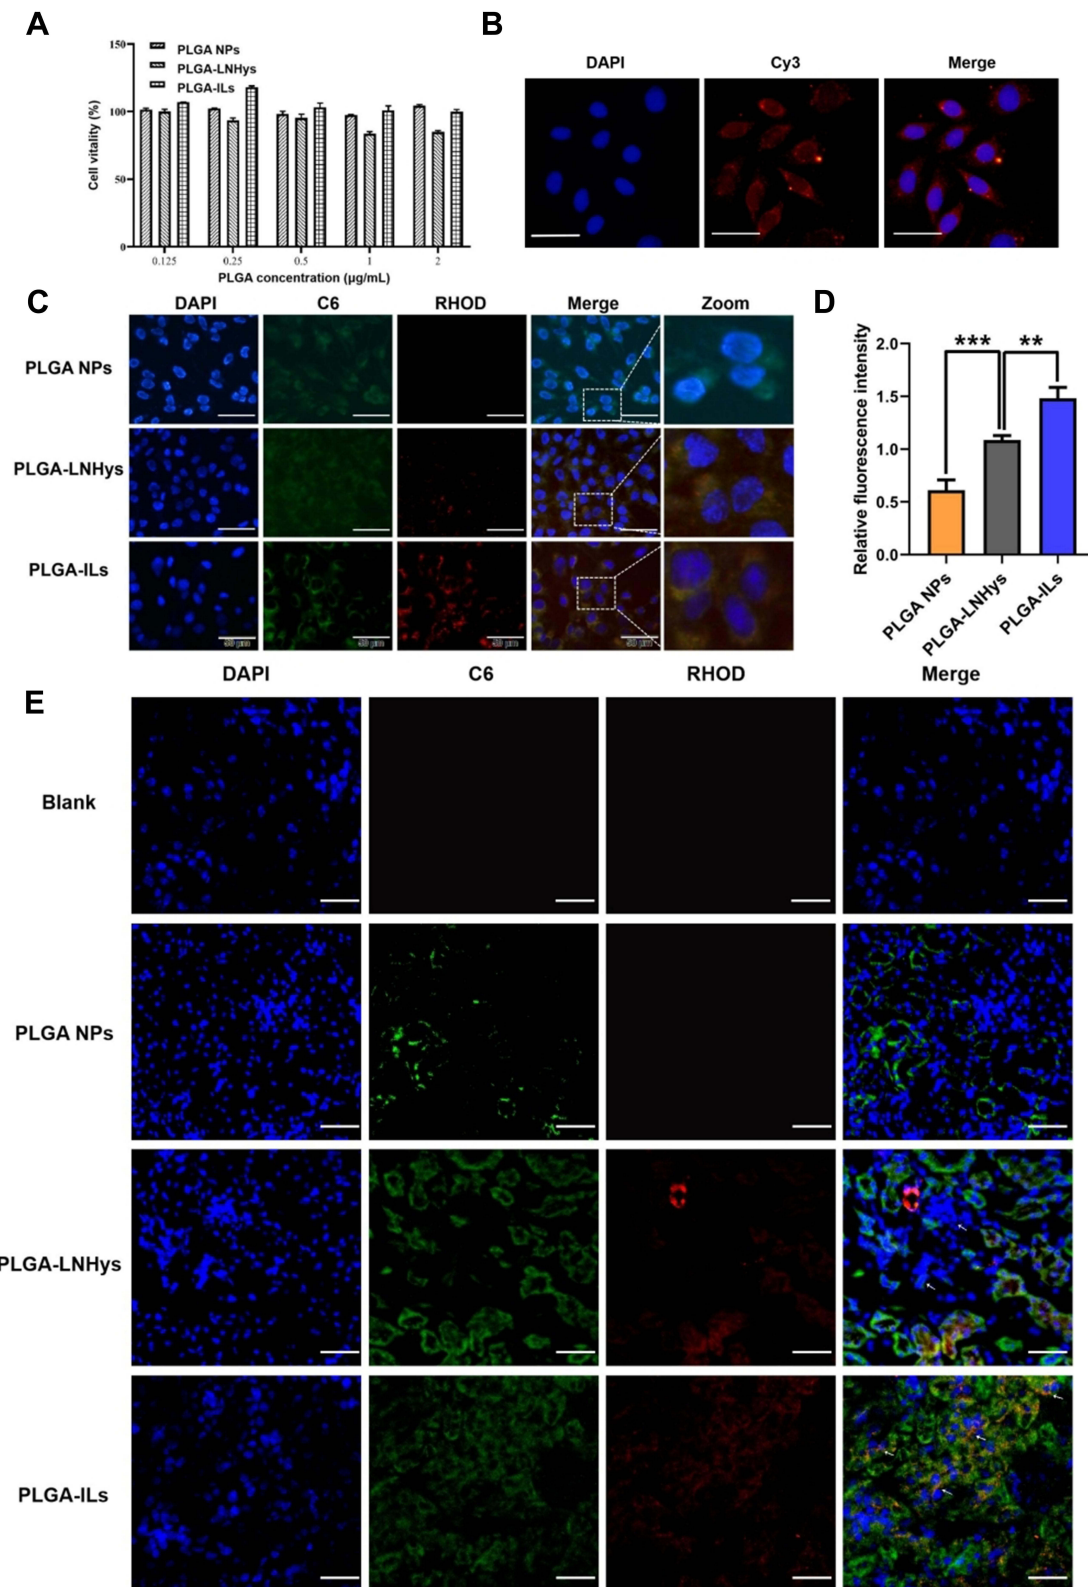 A
150
100
50
0
Cell vitality (%)
PLGA NPs
PLGA-LNHys
PLGA-ILs
0.125 0.25 0.5 1 2
PLGA concentration (μg/mL)
B
DAPI Cy3 Merge
C
DAPI C6 RHOD Merge Zoom
PLGA NPs
PLGA-LNHys
PLGA-ILs
D
Relative fluorescence intensity
2.0
1.5
1.0
0.5
0.0
*** **
PLGA NPs
PLGA-LNHys
PLGA-ILs
E
DAPI C6 RHOD Merge
Blank
PLGA NPs
PLGA-LNHys
PLGA-ILs